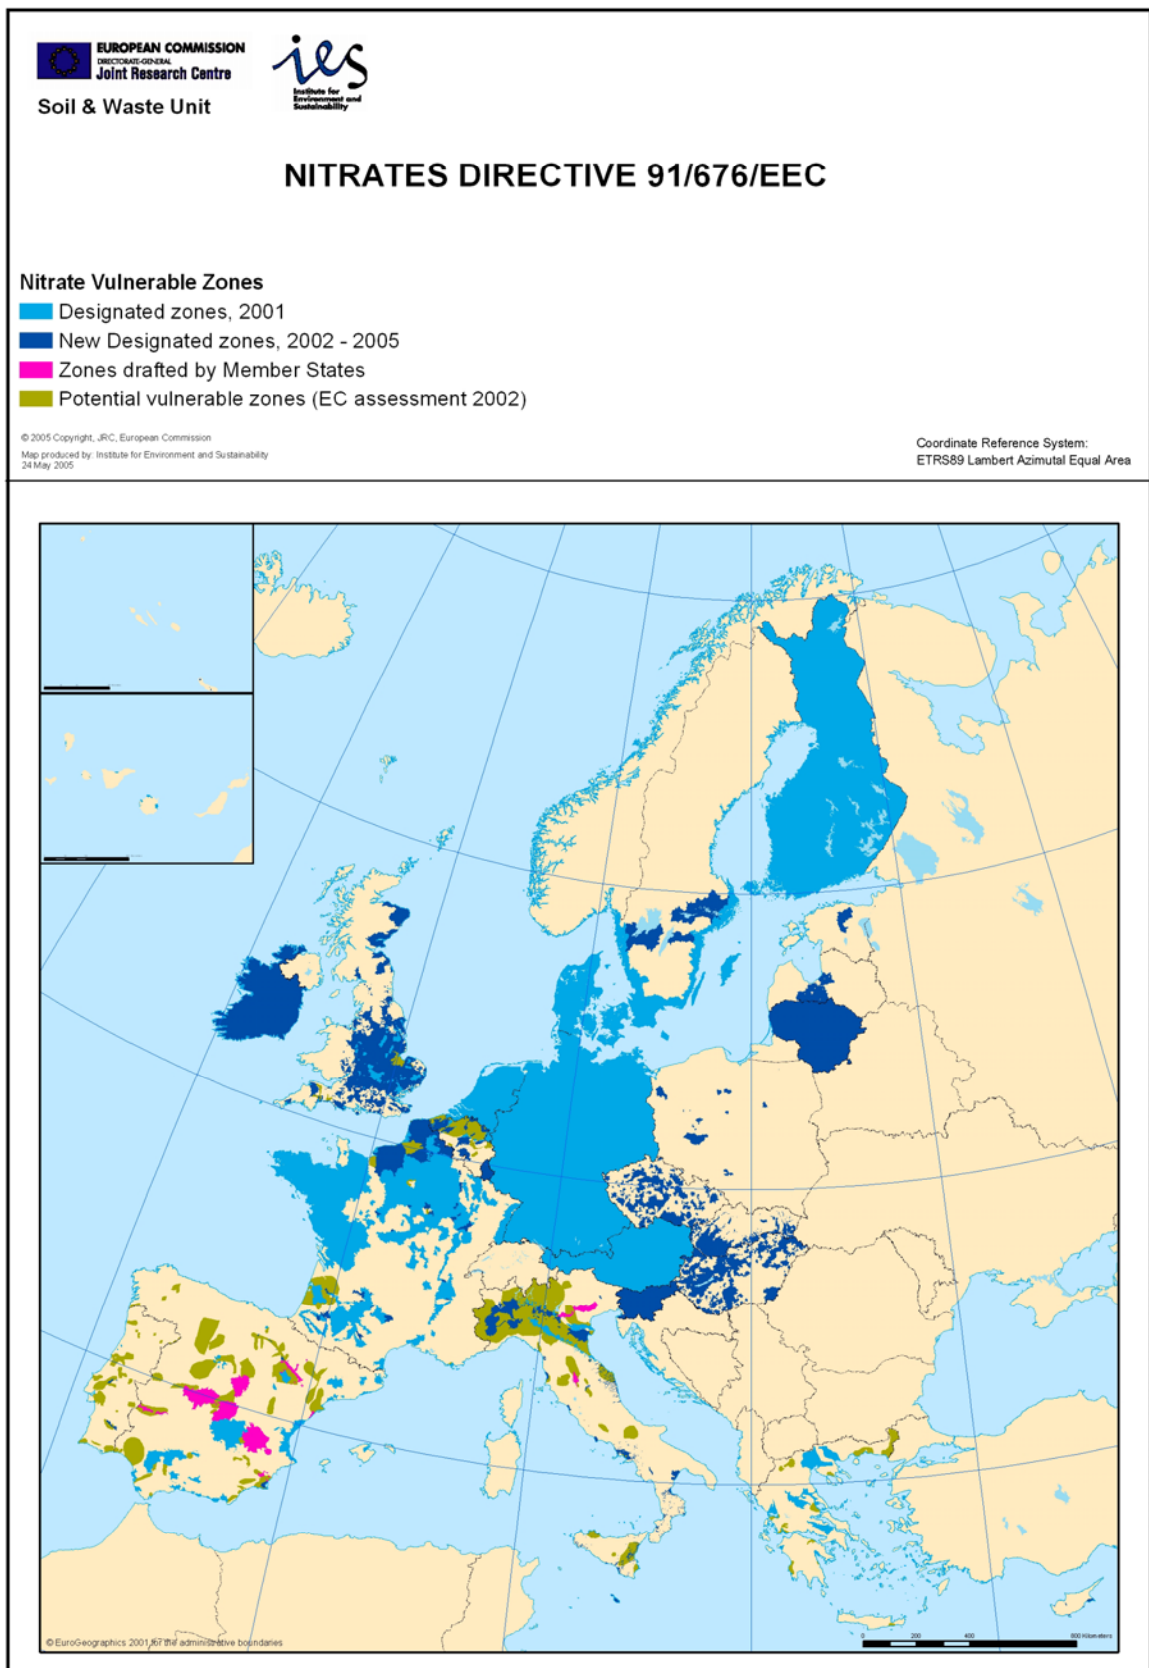 EUROPEAN COMMISSION
DIRECTORATE-GENERAL
Joint Research Centre
Soil & Waste Unit
ies
Institute for
Environment and
Sustainability
NITRATES DIRECTIVE 91/676/EEC
Nitrate Vulnerable Zones
Designated zones, 2001
New Designated zones, 2002 - 2005
Zones drafted by Member States
Potential vulnerable zones (EC assessment 2002)
© 2005 Copyright, JRC, European Commission
Map produced by: Institute for Environment and Sustainability
24 May 2005
Coordinate Reference System:
ETRS89 Lambert Azimutal Equal Area
© EuroGeographics 2001 for the administrative boundaries
0 200 400 800 Kilometers